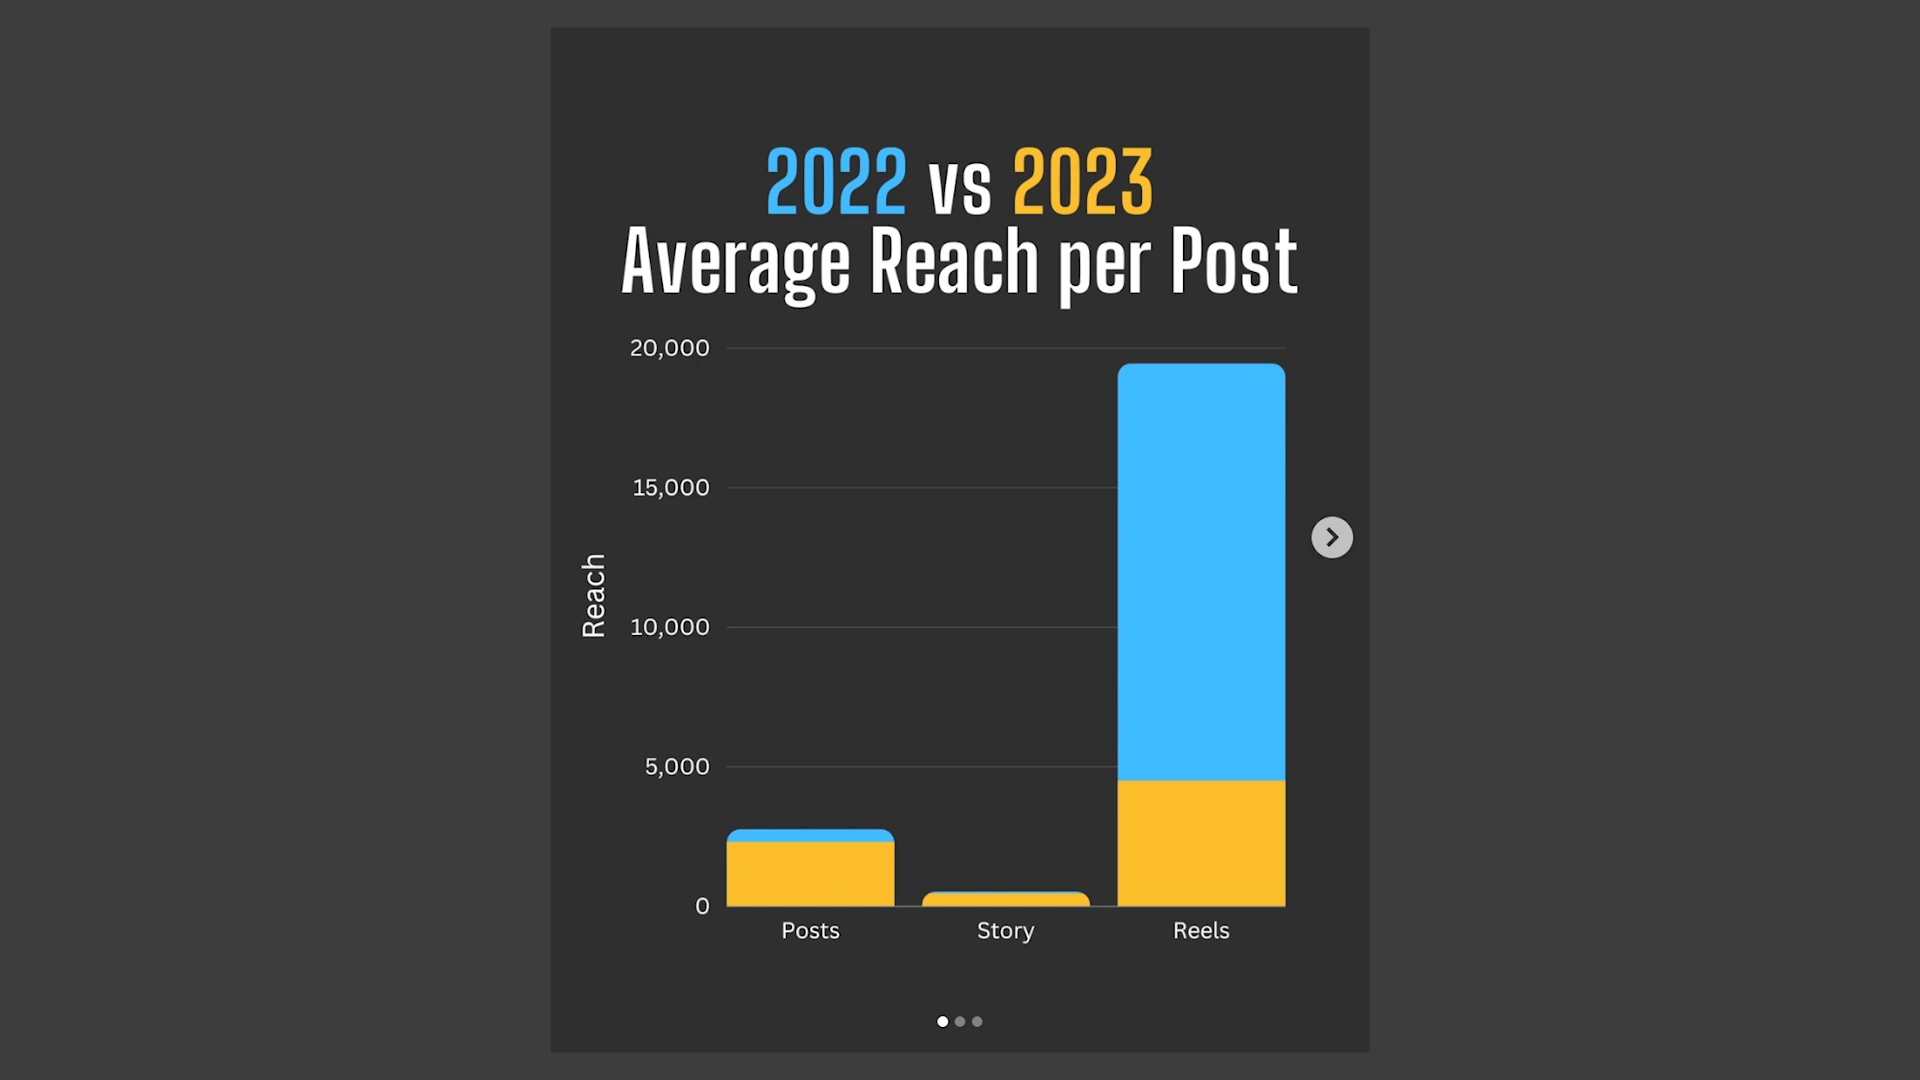 2022 vs 2023
Average Reach per Post
20,000
15,000
10,000
5,000
0
Reach
Posts
Story
Reels